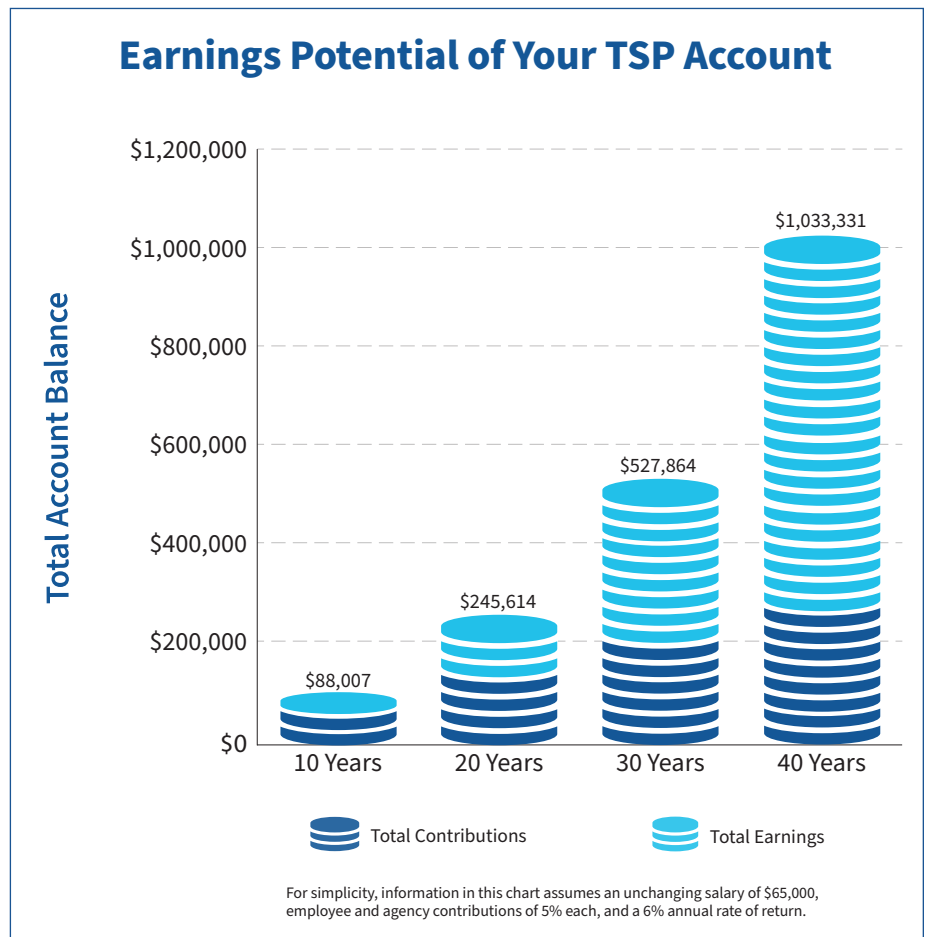 Earnings Potential of Your TSP Account
Total Account Balance
$1,200,000
$1,000,000
$800,000
$600,000
$400,000
$200,000
$0
$88,007
$245,614
$527,864
$1,033,331
10 Years
20 Years
30 Years
40 Years
Total Contributions
Total Earnings
For simplicity, information in this chart assumes an unchanging salary of $65,000,
employee and agency contributions of 5% each, and a 6% annual rate of return.